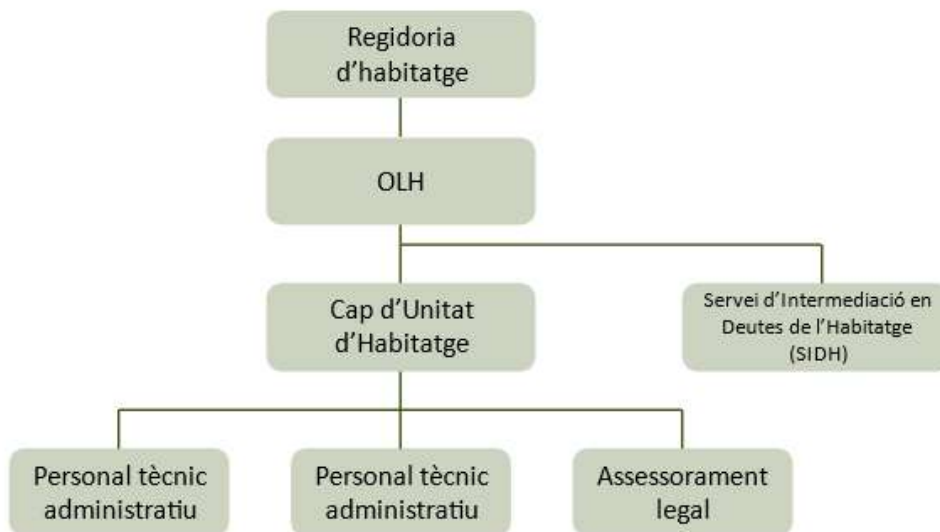 Regidoria
d’habitatge
OLH
Cap d’Unitat
d’Habitatge
Servei d’Intermediació en
Deutes de l’Habitatge
(SIDH)
Personal tècnic
administratiu
Personal tècnic
administratiu
Assessorament
legal